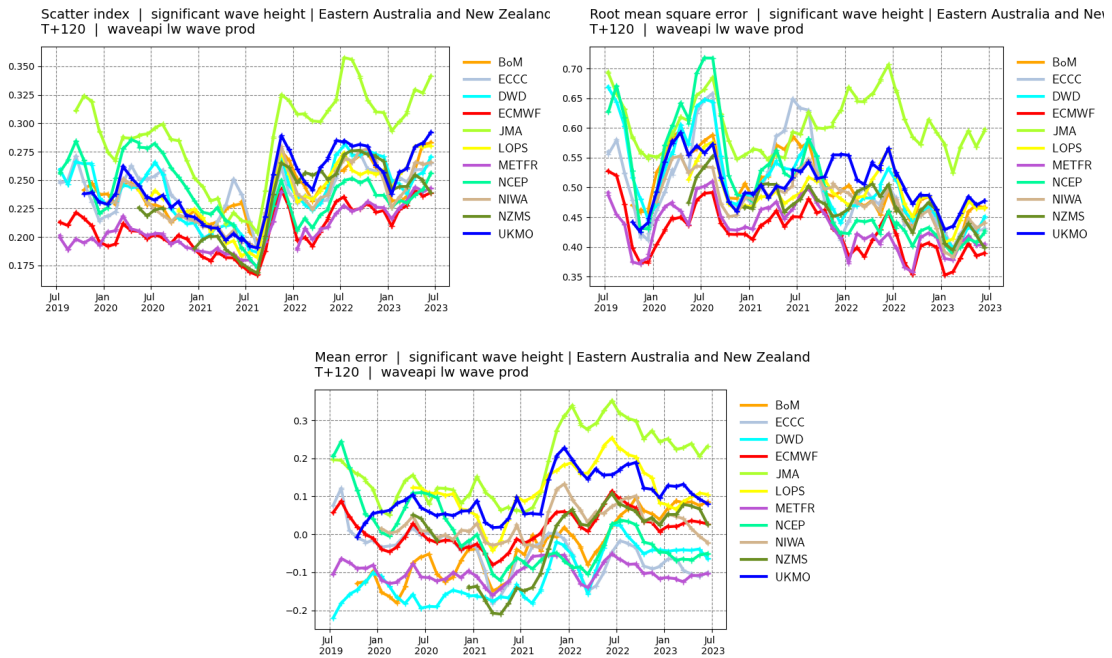 Scatter index | significant wave height | Eastern Australia and New Zealand
T+120 | waveapi lw wave prod
0.350
0.325
0.300
0.275
0.250
0.225
0.200
0.175
Jul 2019
Jan 2020
Jul 2020
Jan 2021
Jul 2021
Jan 2022
Jul 2022
Jan 2023
Jul 2023
BoM
ECCC
DWD
ECMWF
JMA
LOPS
METFR
NCEP
NIWA
NZMS
UKMO
Root mean square error | significant wave height | Eastern Australia and Nev
T+120 | waveapi lw wave prod
0.70
0.65
0.60
0.55
0.50
0.45
0.40
0.35
Jul 2019
Jan 2020
Jul 2020
Jan 2021
Jul 2021
Jan 2022
Jul 2022
Jan 2023
Jul 2023
BoM
ECCC
DWD
ECMWF
JMA
LOPS
METFR
NCEP
NIWA
NZMS
UKMO
Mean error | significant wave height | Eastern Australia and New Zealand
T+120 | waveapi lw wave prod
0.3
0.2
0.1
0.0
−0.1
−0.2
Jul 2019
Jan 2020
Jul 2020
Jan 2021
Jul 2021
Jan 2022
Jul 2022
Jan 2023
Jul 2023
BoM
ECCC
DWD
ECMWF
JMA
LOPS
METFR
NCEP
NIWA
NZMS
UKMO